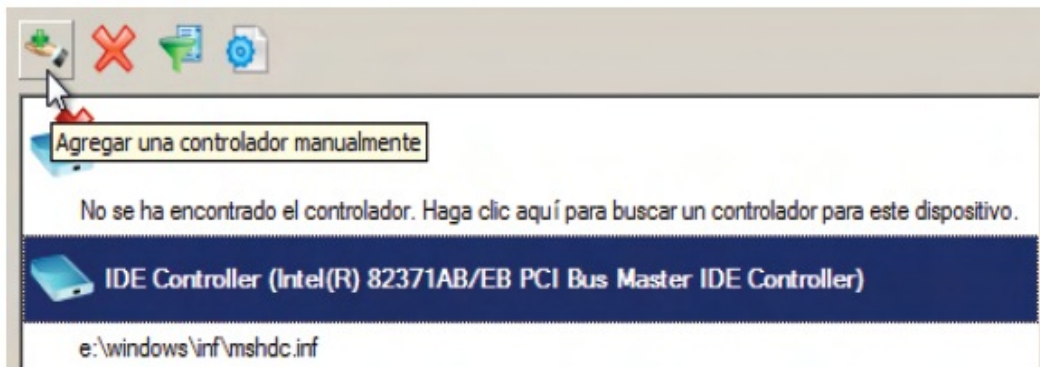 Agregar una controlador manualmente
No se ha encontrado el controlador. Haga clic aquí para buscar un controlador para este dispositivo.
IDE Controller (Intel(R) 82371AB/EB PCI Bus Master IDE Controller)
e:\windows\inf\mshdc.inf